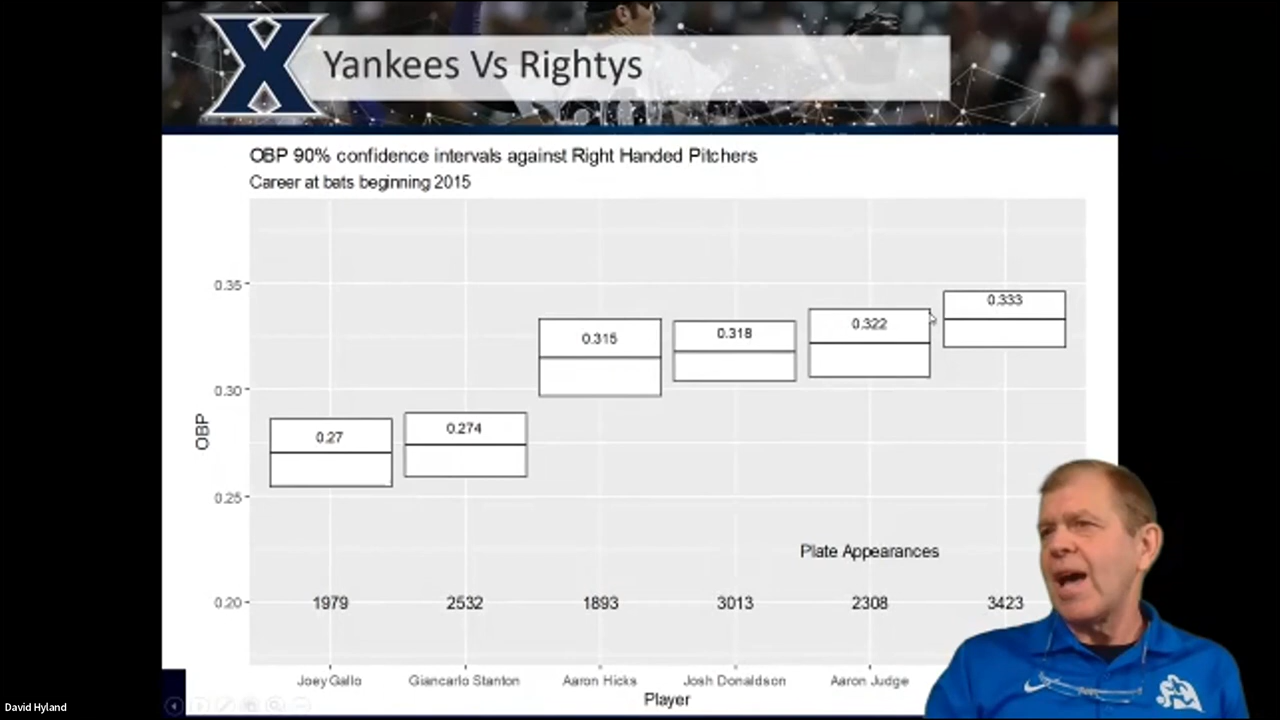 X
Yankees Vs Rightys
OBP 90% confidence intervals against Right Handed Pitchers
Career at bats beginning 2015
0.35
0.30
0.25
0.20
OBP
0.27
0.274
0.315
0.318
0.322
0.333
Plate Appearances
1979
2532
1893
3013
2308
3423
Joey Gallo
Giancarlo Stanton
Aaron Hicks
Josh Donaldson
Aaron Judge
Player
David Hyland